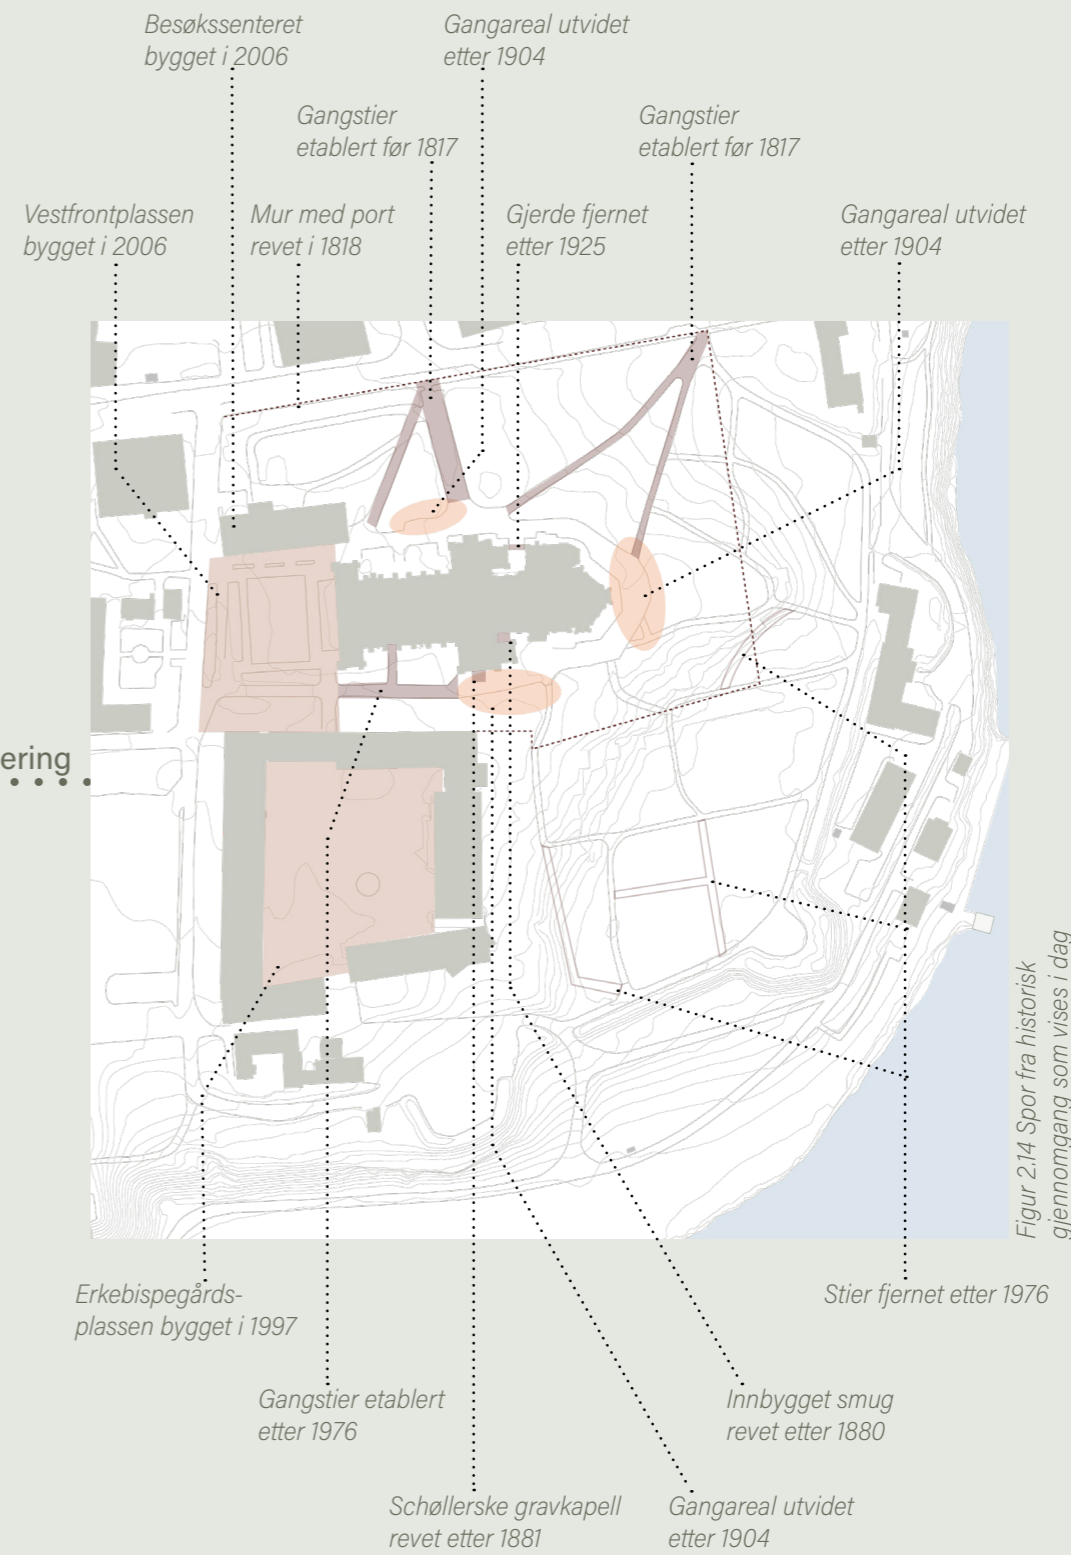 Besøkssenteret
bygget i 2006
Gangareal utvidet
etter 1904
Gangstier
etablert før 1817
Gangstier
etablert før 1817
Vestfrontplassen
bygget i 2006
Mur med port
revet i 1818
Gjerde fjernet
etter 1925
Gangareal utvidet
etter 1904
ering
Figur 2.14 Spor fra historisk
gjennomgang som vises i dag
Erkebispegårds-
plassen bygget i 1997
Stier fjernet etter 1976
Gangstier etablert
etter 1976
Innbygget smug
revet etter 1880
Schøllerske gravkapell
revet etter 1881
Gangareal utvidet
etter 1904